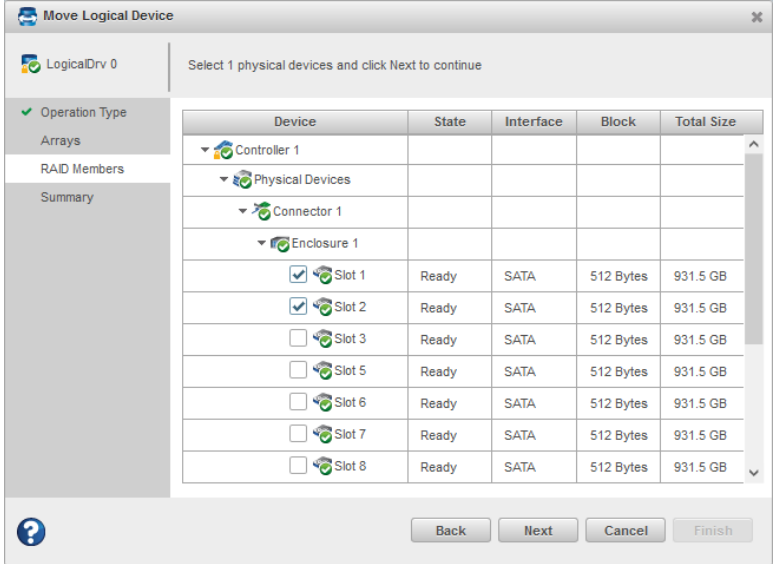 Move Logical Device
LogicalDrv 0
Select 1 physical devices and click Next to continue
Operation Type
Arrays
RAID Members
Summary
Device State Interface Block Total Size
Controller 1
Physical Devices
Connector 1
Enclosure 1
Slot 1 Ready SATA 512 Bytes 931.5 GB
Slot 2 Ready SATA 512 Bytes 931.5 GB
Slot 3 Ready SATA 512 Bytes 931.5 GB
Slot 5 Ready SATA 512 Bytes 931.5 GB
Slot 6 Ready SATA 512 Bytes 931.5 GB
Slot 7 Ready SATA 512 Bytes 931.5 GB
Slot 8 Ready SATA 512 Bytes 931.5 GB
? Back Next Cancel Finish